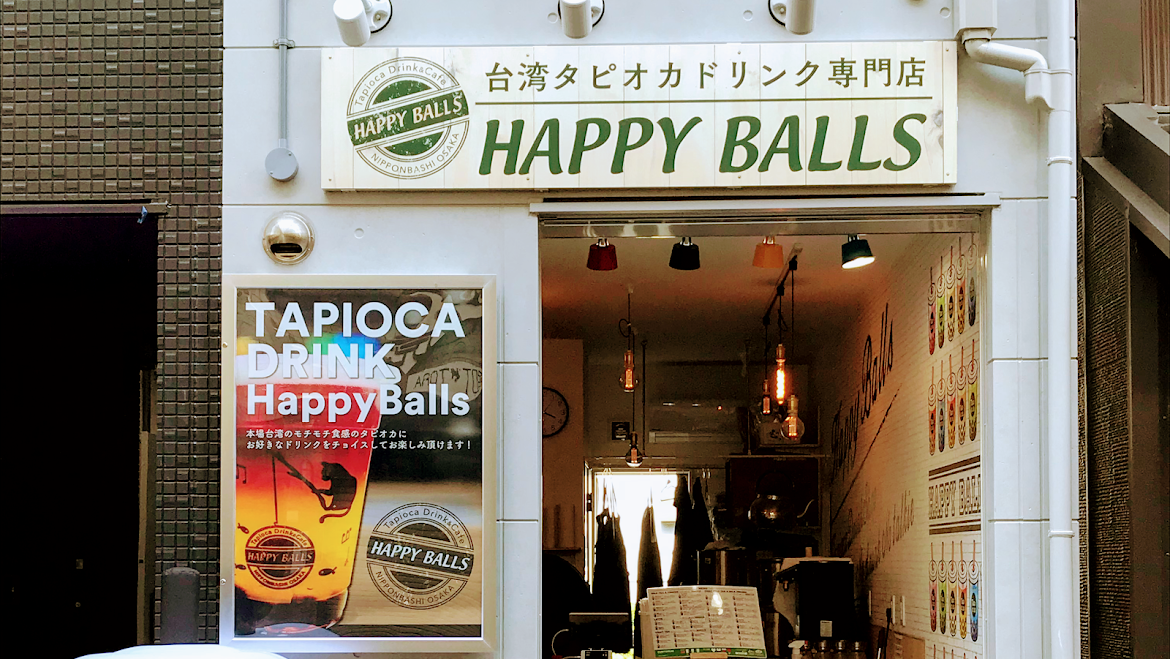 Tapioca Drink&Cafe
HAPPY BALLS
NIPPONBASHI OSAKA
台湾タピオカドリンク専門店
HAPPY BALLS
TAPIOCA
DRINK
HappyBalls
本場台湾のモチモチ食感のタピオカに
お好きなドリンクをチョイスしてお楽しみ頂けます！
Tapioca Drink&Cafe
HAPPY BALLS
NIPPONBASHI OSAKA
Tapioca Drink&Cafe
HAPPY BALLS
NIPPONBASHI OSAKA
Happy Balls
HAPPY BALL